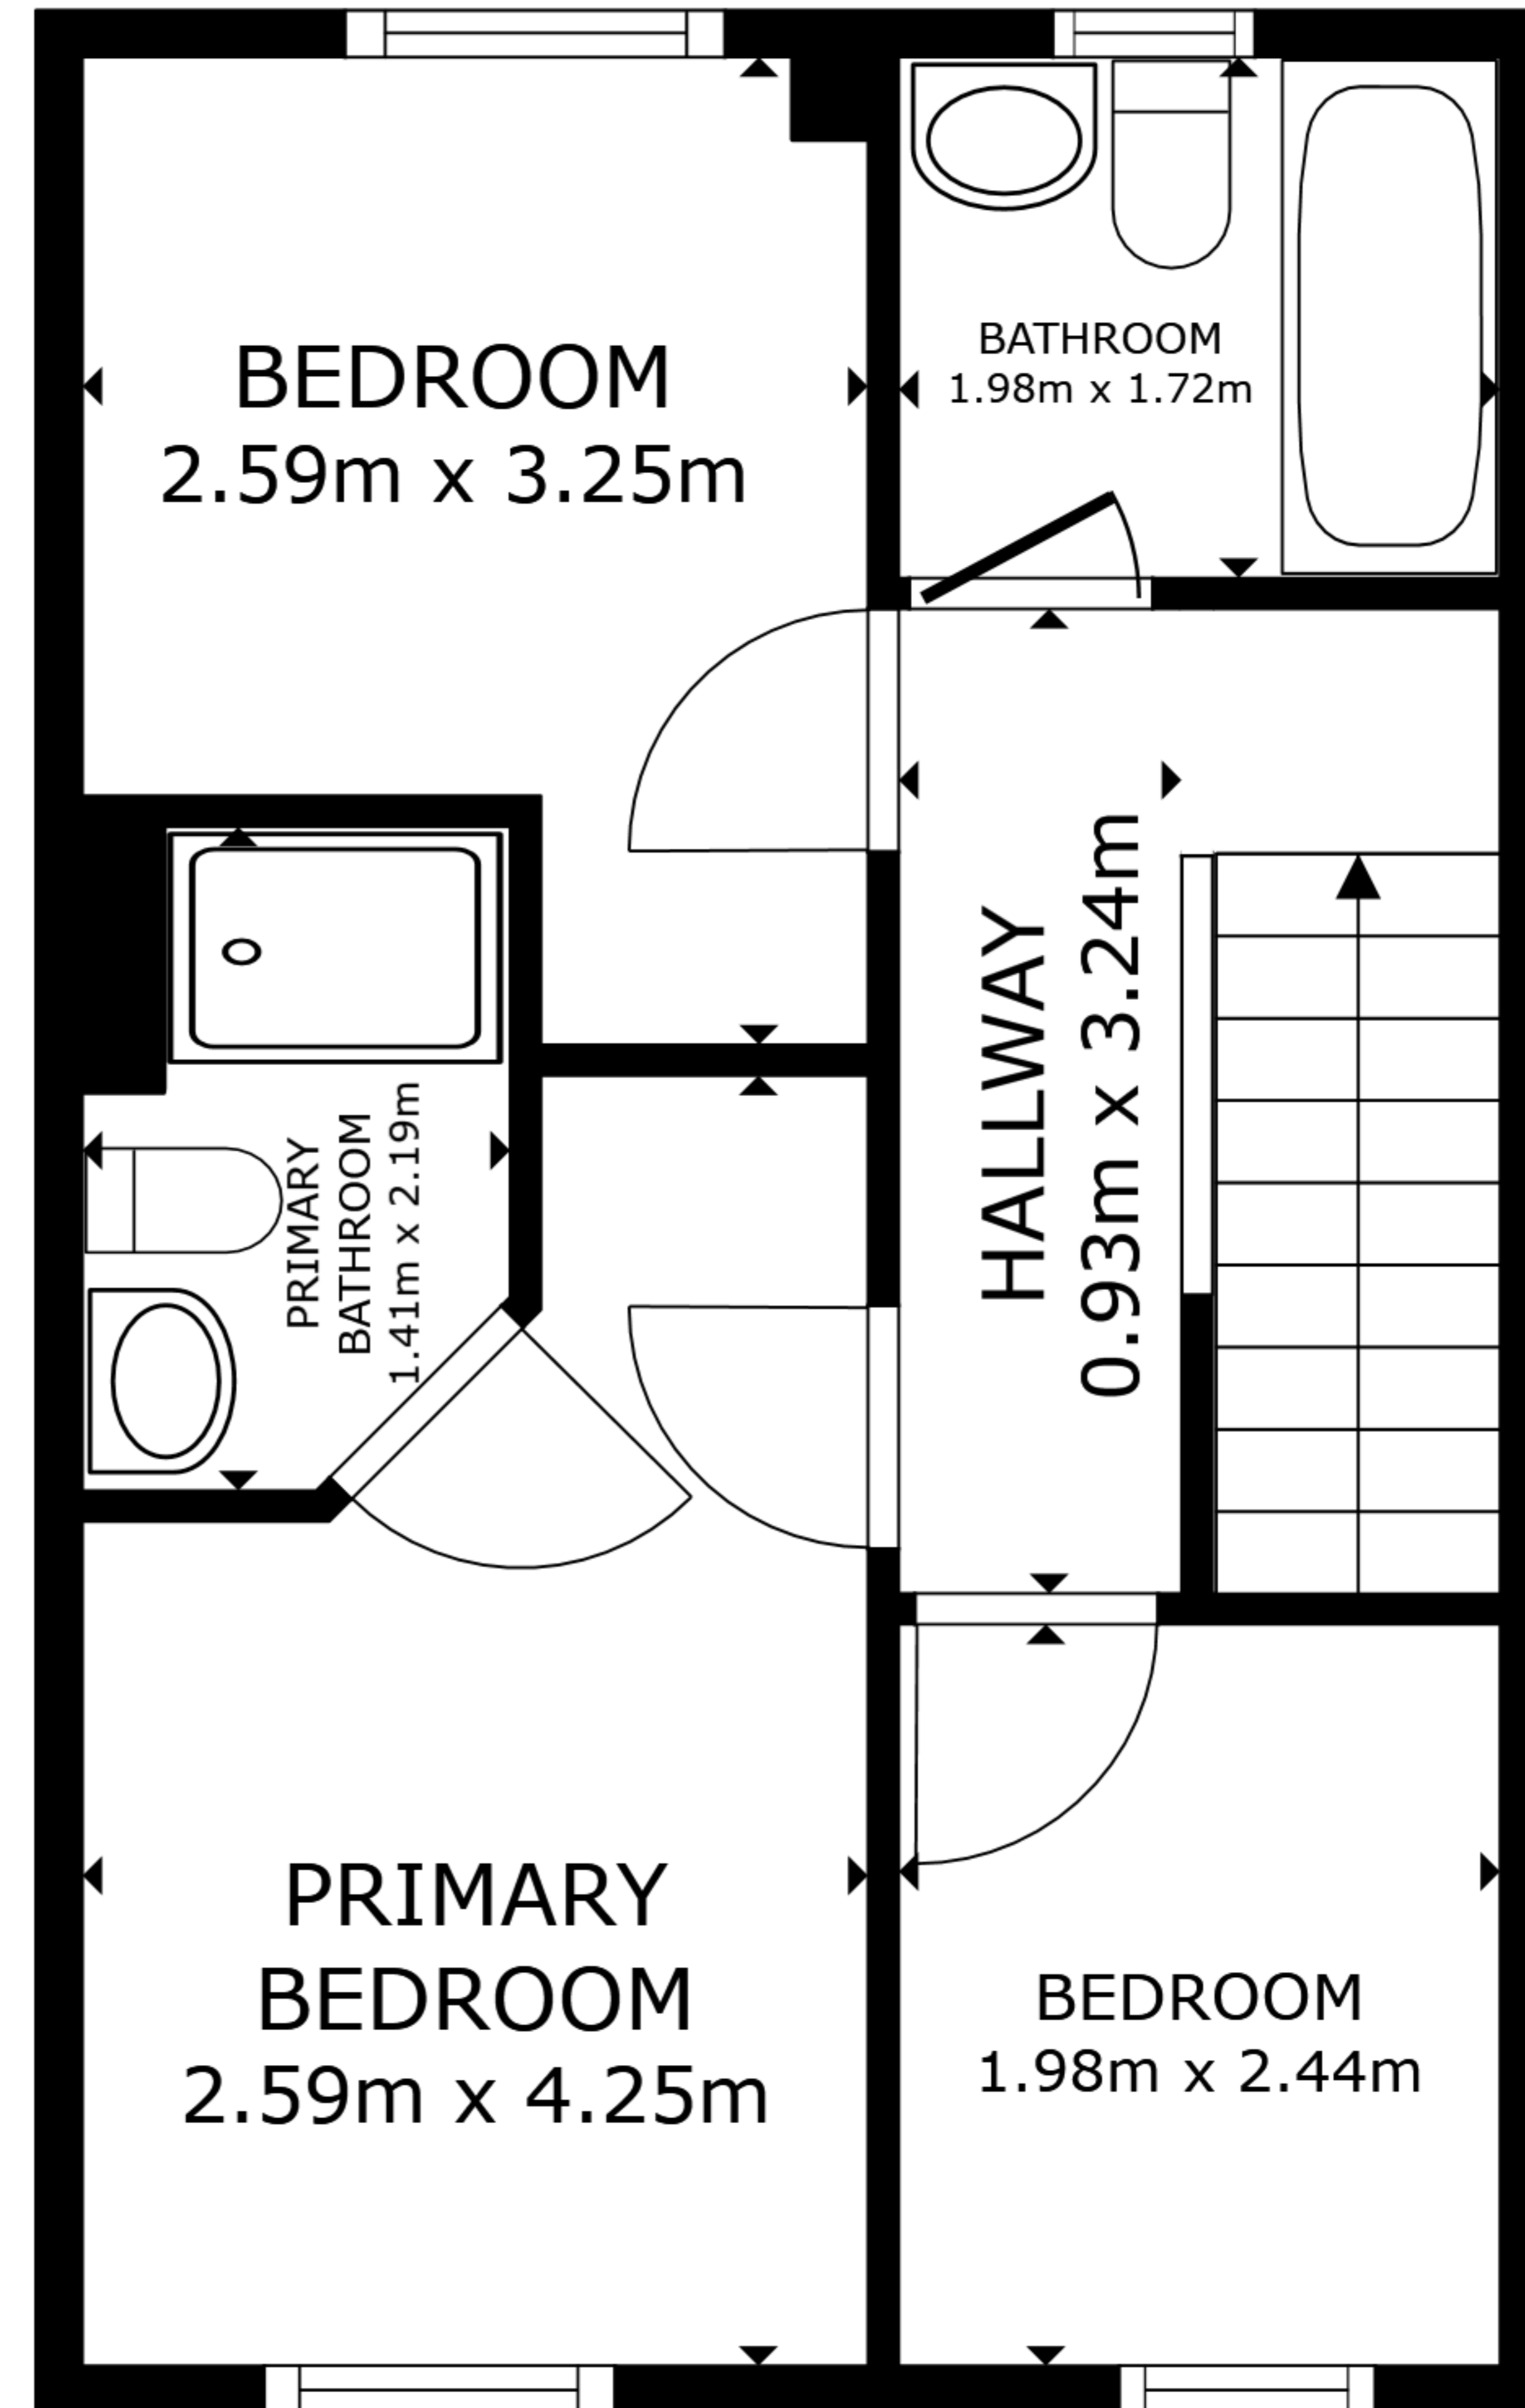 BEDROOM
2.59m x 3.25m
BATHROOM
1.98m x 1.72m
HALLWAY
0.93m x 3.24m
PRIMARY
BATHROOM
1.41m x 2.19m
PRIMARY
BEDROOM
2.59m x 4.25m
BEDROOM
1.98m x 2.44m